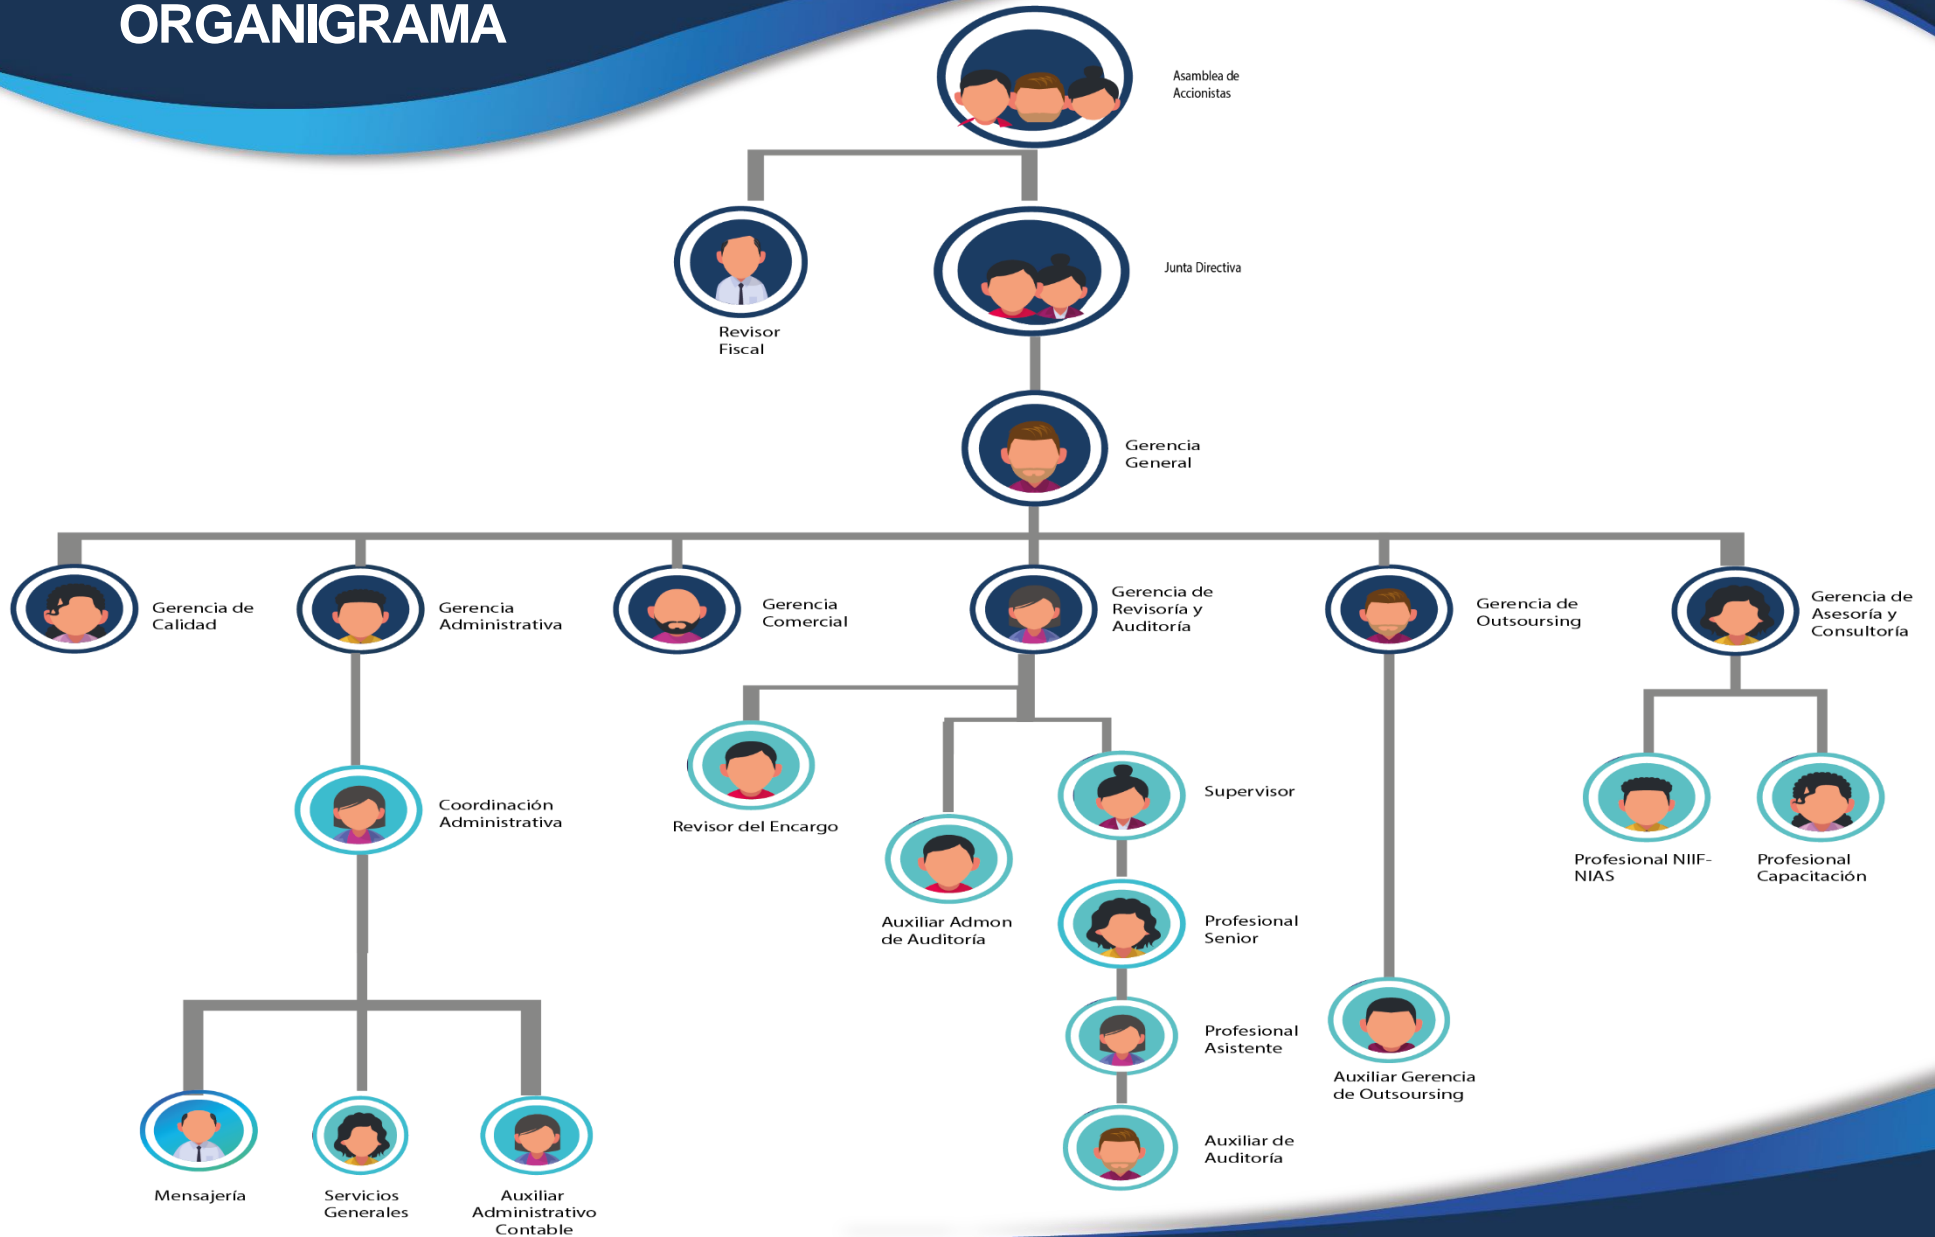 ORGANIGRAMA
Asamblea de
Accionistas
Revisor
Fiscal
Junta Directiva
Gerencia
General
Gerencia de
Calidad
Gerencia
Administrativa
Gerencia
Comercial
Gerencia de
Revisoría y
Auditoría
Gerencia de
Outsoursing
Gerencia de
Asesoría y
Consultoría
Coordinación
Administrativa
Revisor del Encargo
Auxiliar Admon
de Auditoría
Supervisor
Profesional
Senior
Profesional
Asistente
Auxiliar de
Auditoría
Auxiliar Gerencia
de Outsoursing
Profesional NIIF-
NIAS
Profesional
Capacitación
Mensajería
Servicios
Generales
Auxiliar
Administrativo
Contable